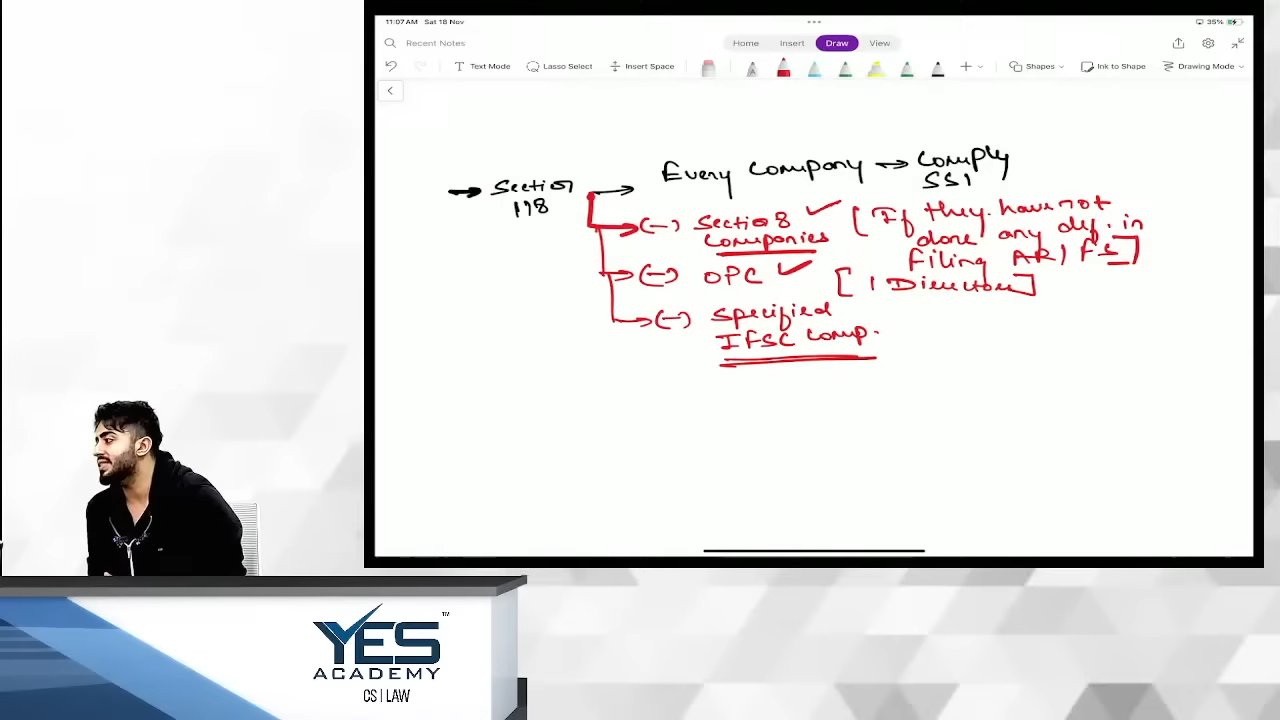 11:07 AM Sat 18 Nov
35%
Recent Notes
Home Insert Draw View
Text Mode Lasso Select Insert Space Shapes Ink to Shape Drawing Mode
Every Company → Comply
SS1
→ Section
118
(-) Section 8
Companies
[If they have not
done any def. in
filing AR / FS]
(-) OPC [1 Director]
(-) Specified
IFSC Comp.
YES™
ACADEMY
CS | LAW